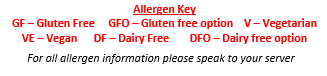 Allergen Key
GF – Gluten Free GFO – Gluten free option V – Vegetarian
VE – Vegan DF – Dairy Free DFO – Dairy free option
For all allergen information please speak to your server